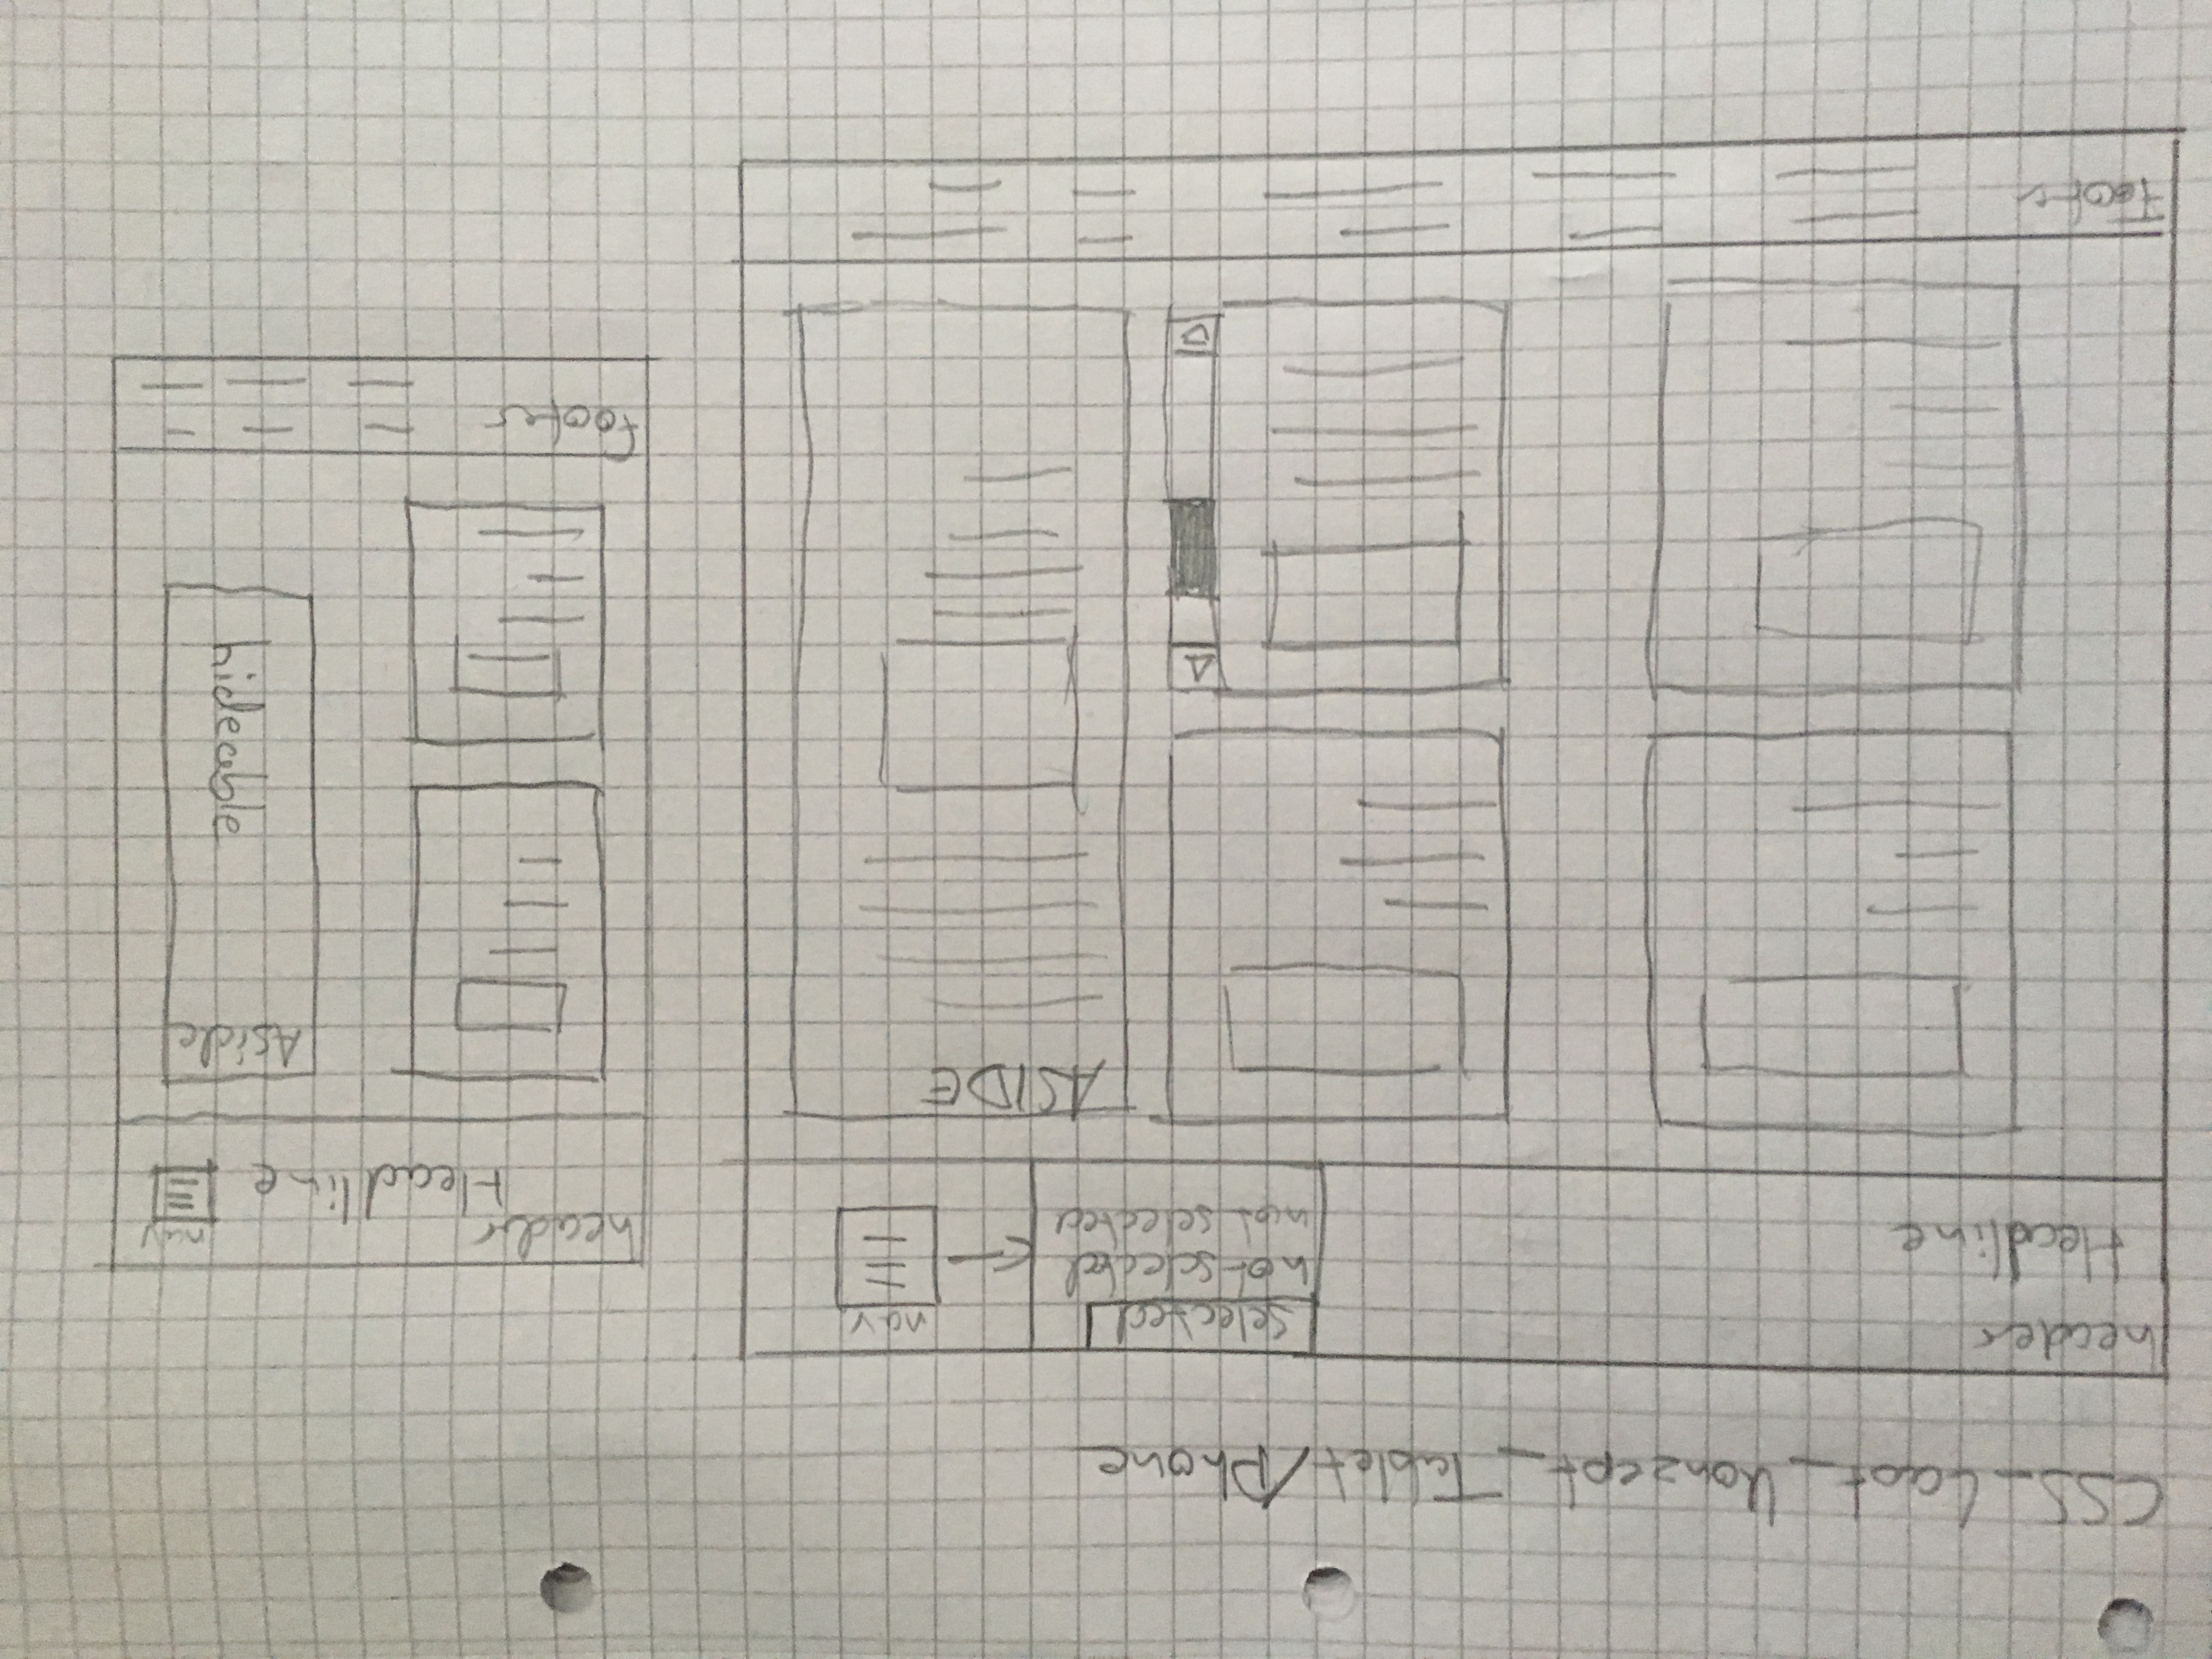 CSS_Laot_Konzept_Tablet/Phone
header
Headline
selected
not selected
not selected
nav
ASIDE
Footer
header
nav
Headline
Aside
hideable
footer